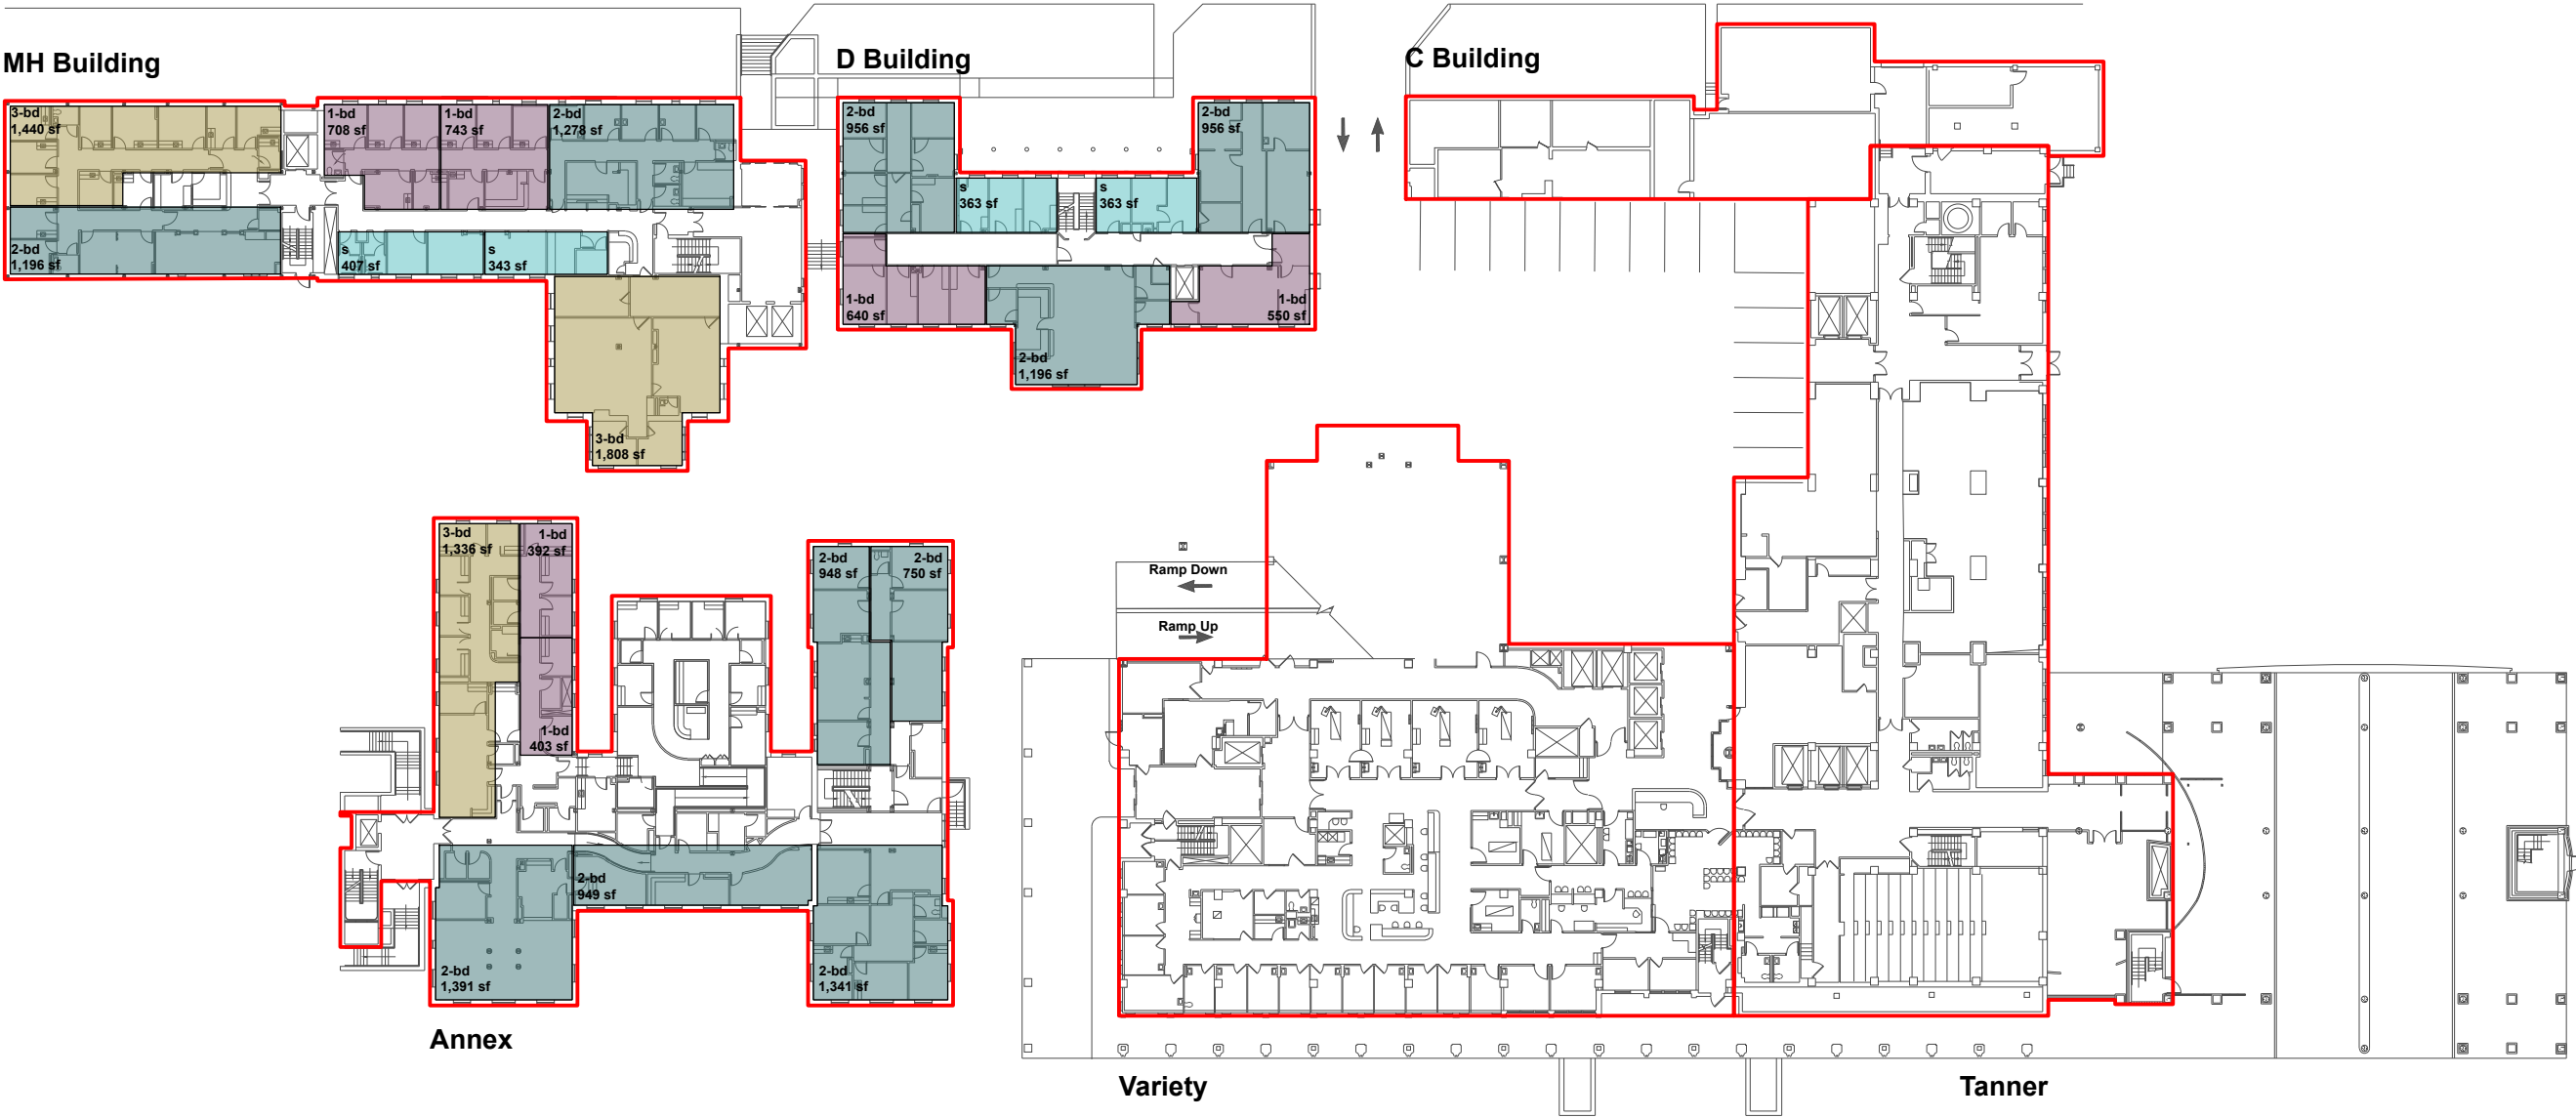 MH Building
D Building
C Building
3-bd
1,440 sf
1-bd
708 sf
1-bd
743 sf
2-bd
1,278 sf
2-bd
1,196 sf
s
407 sf
s
343 sf
3-bd
1,808 sf
2-bd
956 sf
2-bd
956 sf
s
363 sf
s
363 sf
1-bd
640 sf
1-bd
550 sf
2-bd
1,196 sf
3-bd
1,336 sf
1-bd
392 sf
1-bd
403 sf
2-bd
948 sf
2-bd
750 sf
2-bd
949 sf
2-bd
1,391 sf
2-bd
1,341 sf
Ramp Down
Ramp Up
Annex
Variety
Tanner